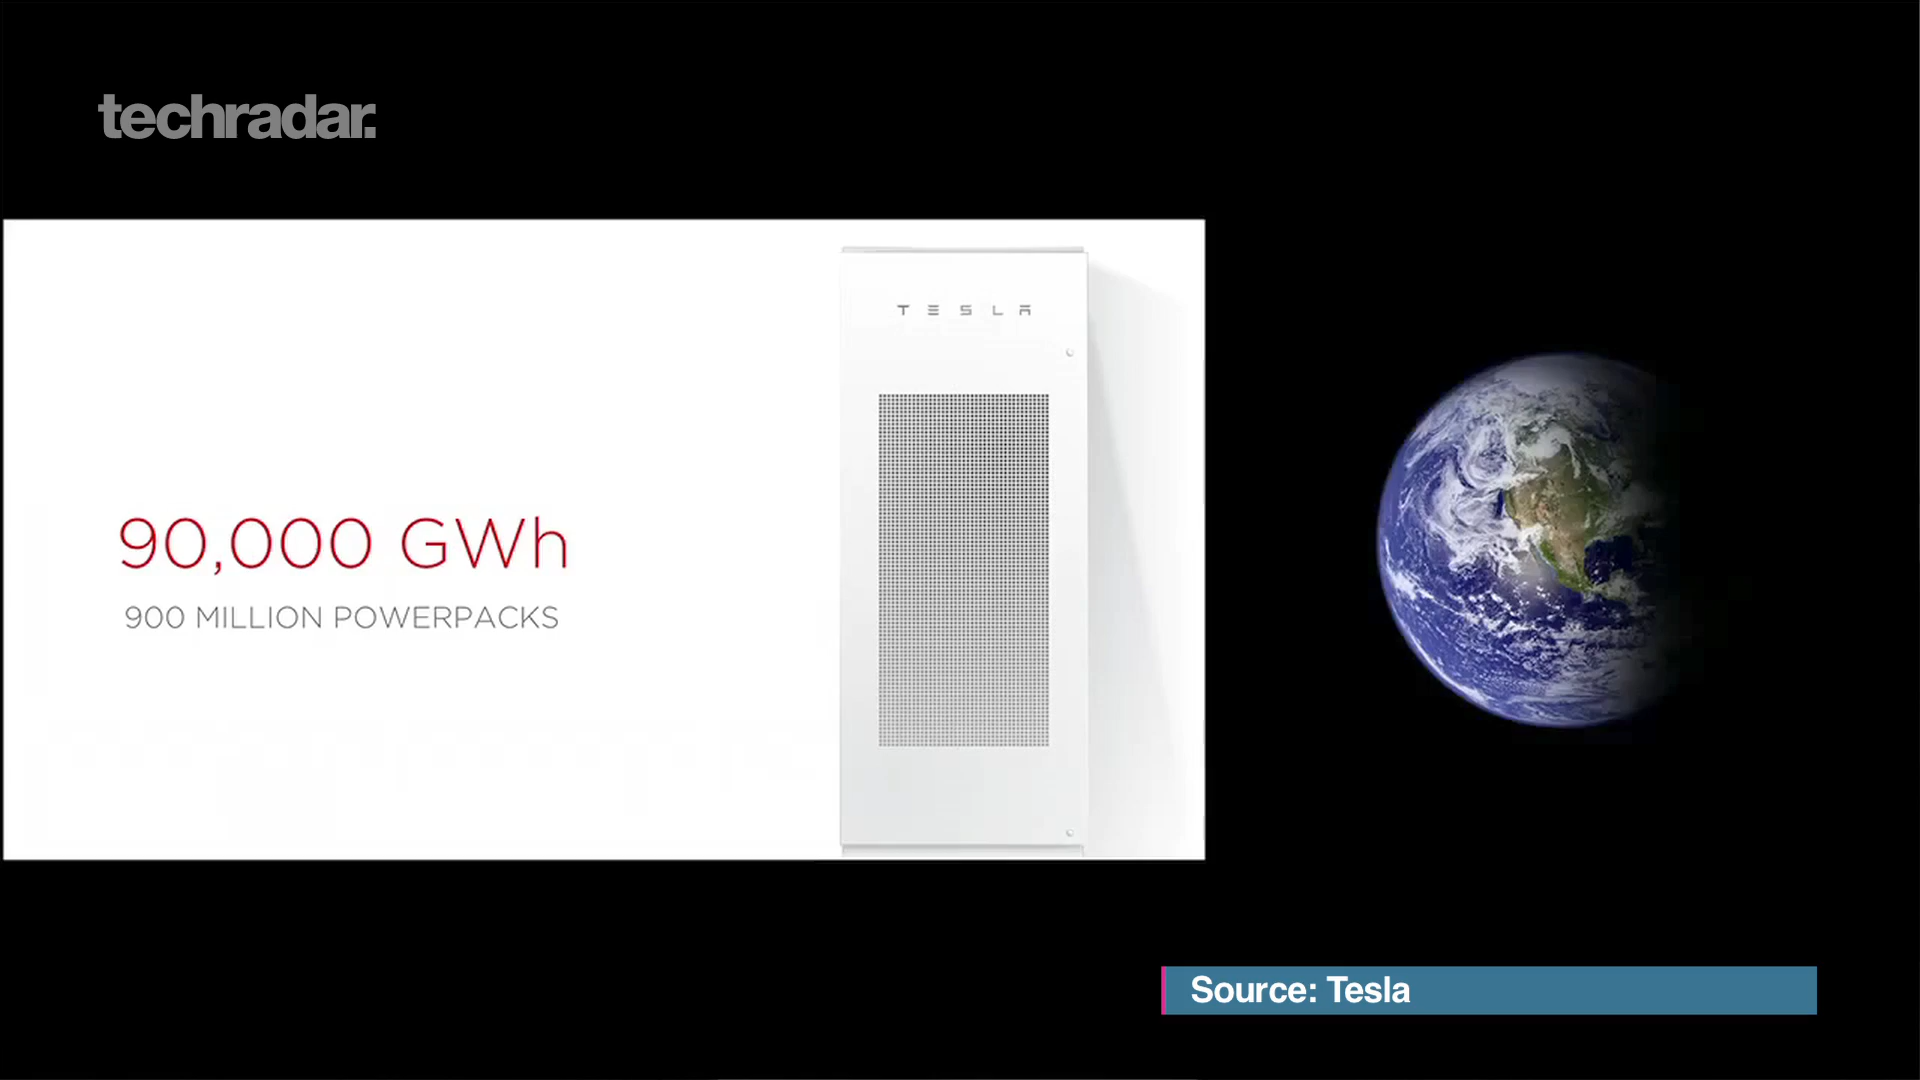 techradar.
TESLA
90,000 GWh
900 MILLION POWERPACKS
Source: Tesla